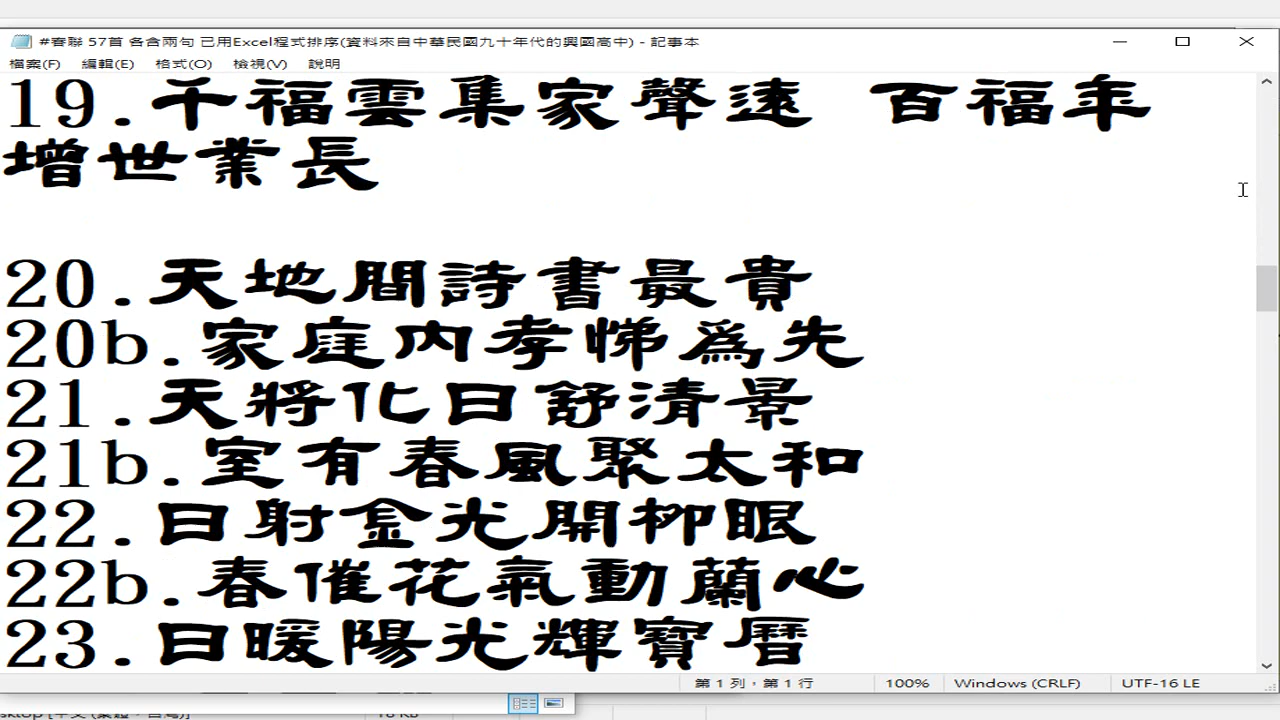 #春聯 57首 各含兩句 已用Excel程式排序(資料來自中華民國九十年代的興國高中) - 記事本
檔案(F) 編輯(E) 格式(O) 檢視(V) 說明
19.千福雲集家聲遠 百福年
增世業長
20.天地間詩書最貴
20b.家庭內孝悌為先
21.天將化日舒清景
21b.室有春風聚太和
22.日射金光開柳眼
22b.春催花氣動蘭心
23.日暖陽光輝寶曆
第 1 列，第 1 行 100% Windows (CRLF) UTF-16 LE